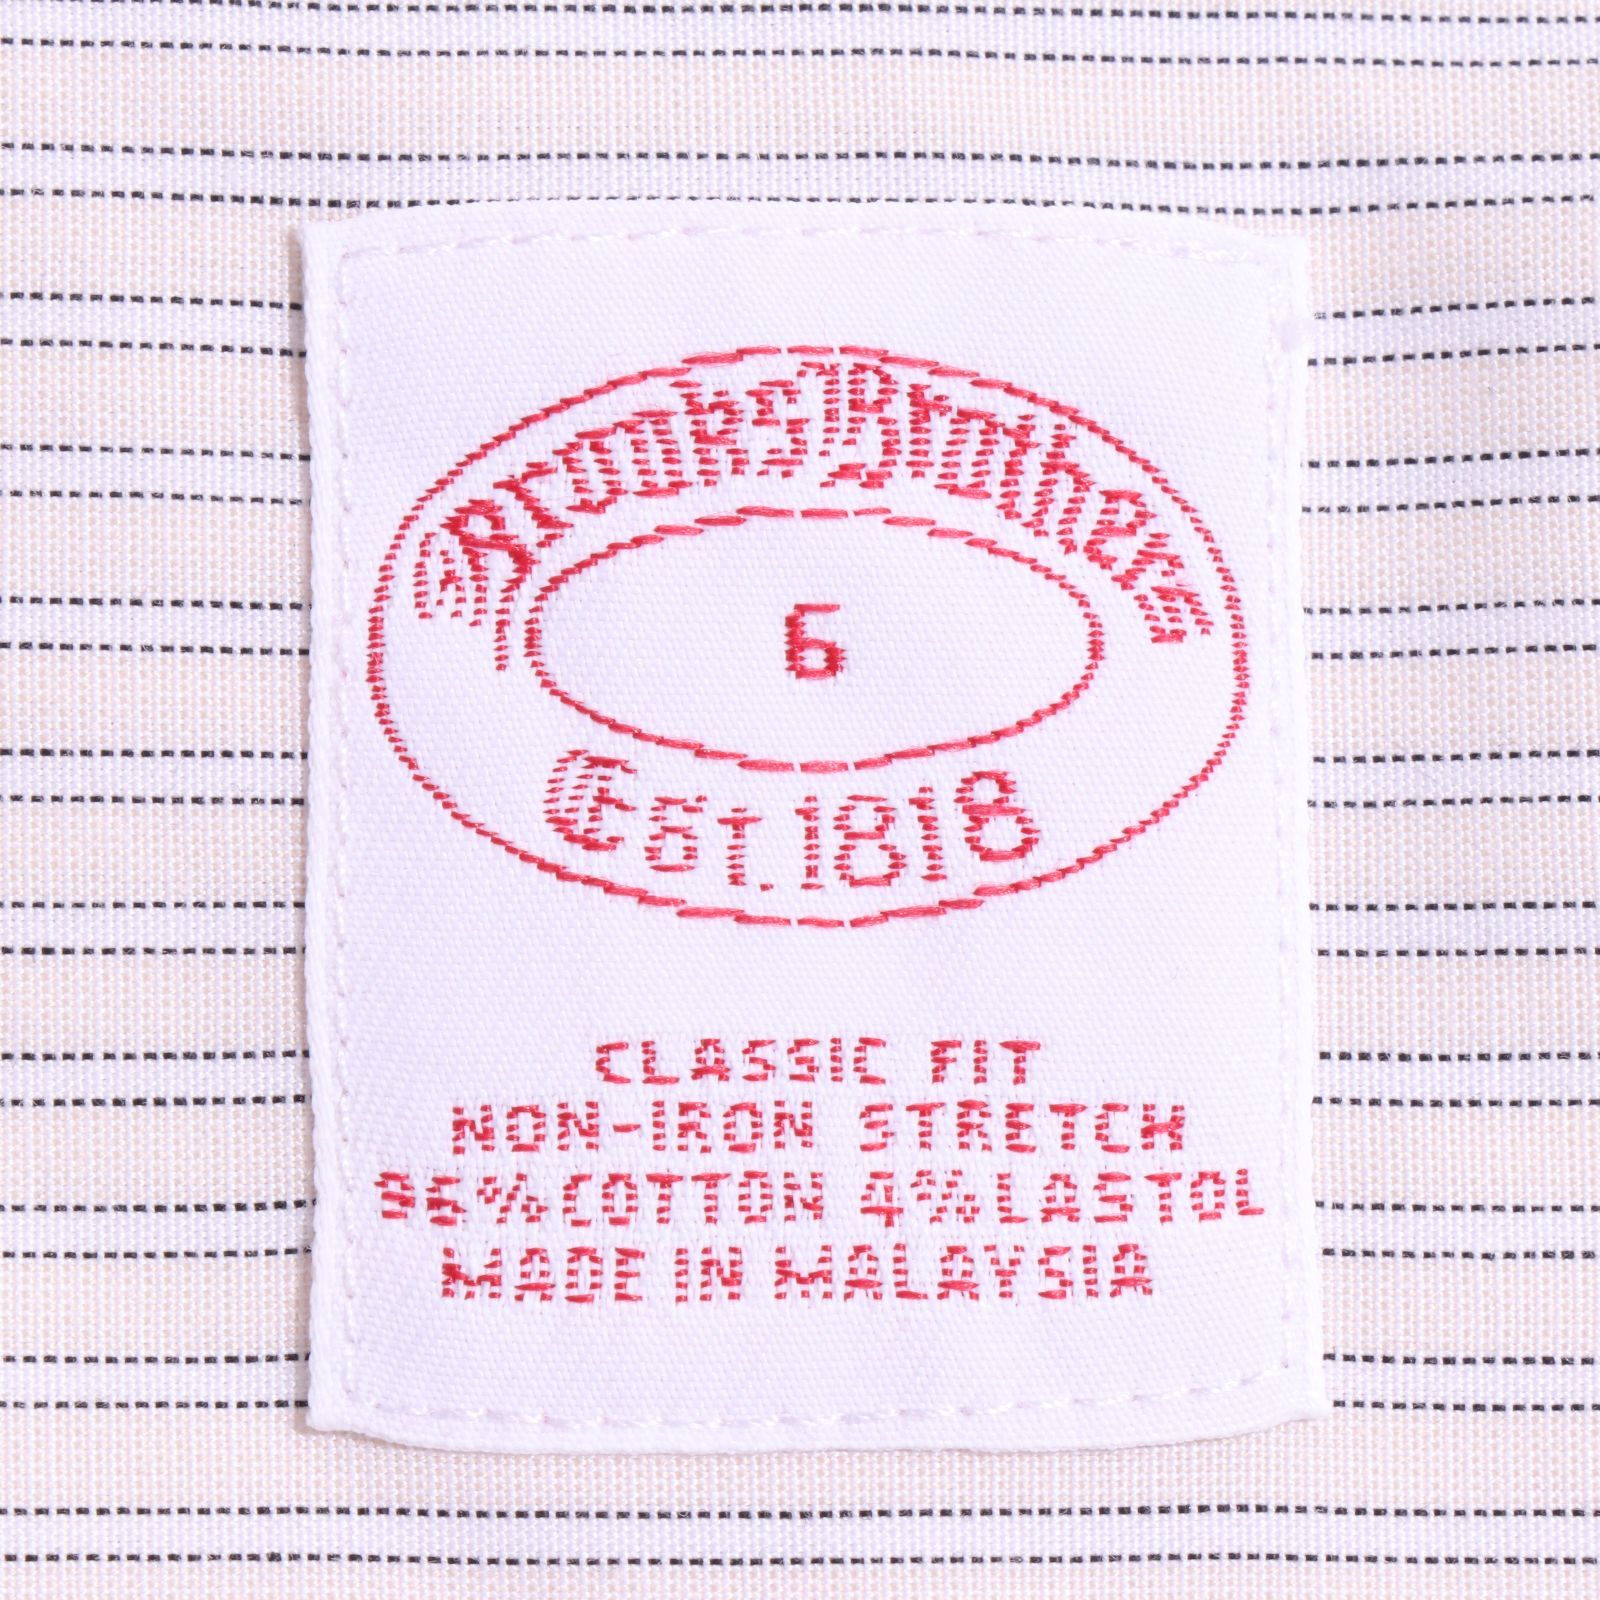 Brooks Brothers
6
Est. 1818
CLASSIC FIT
NON-IRON STRETCH
96% COTTON 4% LASTOL
MADE IN MALAYSIA